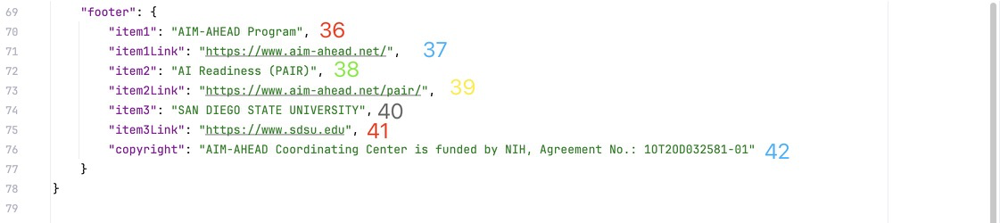 69 "footer": {
70 "item1": "AIM-AHEAD Program", 36
71 "item1Link": "https://www.aim-ahead.net/", 37
72 "item2": "AI Readiness (PAIR)", 38
73 "item2Link": "https://www.aim-ahead.net/pair/", 39
74 "item3": "SAN DIEGO STATE UNIVERSITY", 40
75 "item3Link": "https://www.sdsu.edu", 41
76 "copyright": "AIM-AHEAD Coordinating Center is funded by NIH, Agreement No.: 1OT2OD032581-01" 42
77 }
78 }
79